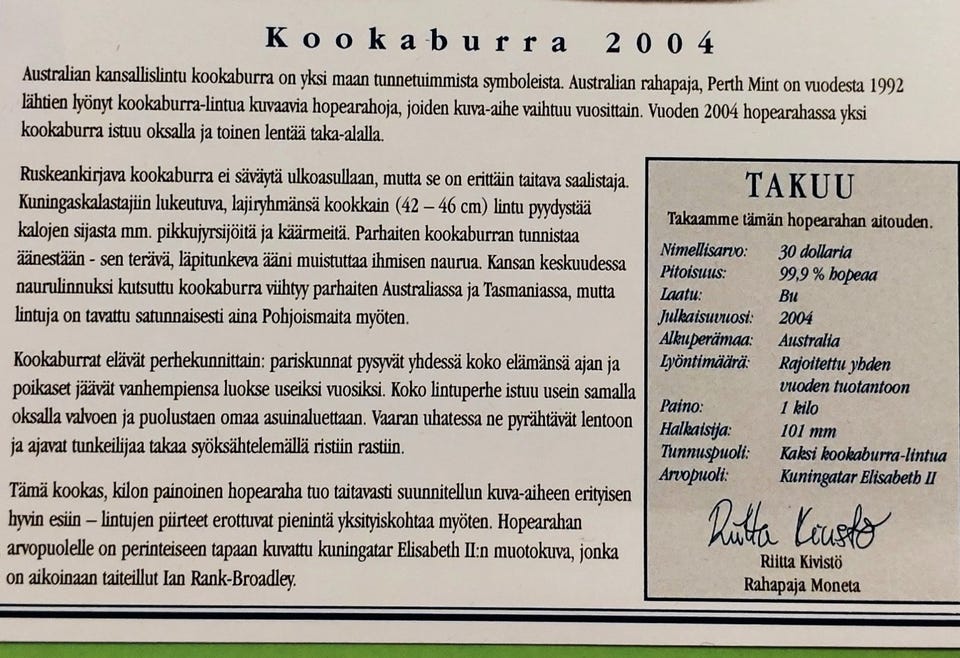 Kookaburra 2004
Australian kansallislintu kookaburra on yksi maan tunnetuimmista symboleista. Australian rahapaja, Perth Mint on vuodesta 1992
lähtien lyönyt kookaburra-lintua kuvaavia hopearahoja, joiden kuva-aihe vaihtuu vuosittain. Vuoden 2004 hopearahassa yksi
kookaburra istuu oksalla ja toinen lentää taka-alalla.
Ruskeankirjava kookaburra ei säväytä ulkoasullaan, mutta se on erittäin taitava saalistaja.
Kuningaskalastajiin lukeutuva, lajiryhmänsä kookkain (42 – 46 cm) lintu pyydystää
kalojen sijasta mm. pikkujyrsijöitä ja käärmeitä. Parhaiten kookaburran tunnistaa
äänestään - sen terävä, läpitunkeva ääni muistuttaa ihmisen naurua. Kansan keskuudessa
naurulinnuksi kutsuttu kookaburra viihtyy parhaiten Australiassa ja Tasmaniassa, mutta
lintuja on tavattu satunnaisesti aina Pohjoismaita myöten.
Kookaburrat elävät perhekunnittain: pariskunnat pysyvät yhdessä koko elämänsä ajan ja
poikaset jäävät vanhempiensa luokse useiksi vuosiksi. Koko lintuperhe istuu usein samalla
oksalla valvoen ja puolustaen omaa asuinaluettaan. Vaaran uhatessa ne pyrähtävät lentoon
ja ajavat tunkeilijaa takaa syöksähtelemällä ristiin rastiin.
Tämä kookas, kilon painoinen hopearaha tuo taitavasti suunnitellun kuva-aiheen erityisen
hyvin esiin – lintujen piirteet erottuvat pienintä yksityiskohtaa myöten. Hopearahan
arvopuolelle on perinteiseen tapaan kuvattu kuningatar Elisabeth II:n muotokuva, jonka
on aikoinaan taiteillut Ian Rank-Broadley.
TAKUU
Takaamme tämän hopearahan aitouden.
Nimellisarvo: 30 dollaria
Pitoisuus: 99,9 % hopeaa
Laatu: Bu
Julkaisuvuosi: 2004
Alkuperämaa: Australia
Lyöntimäärä: Rajoitettu yhden
vuoden tuotantoon
Paino: 1 kilo
Halkaisija: 101 mm
Tunnuspuoli: Kaksi kookaburra-lintua
Arvopuoli: Kuningatar Elisabeth II
Riitta Kivistö
Riitta Kivistö
Rahapaja Moneta